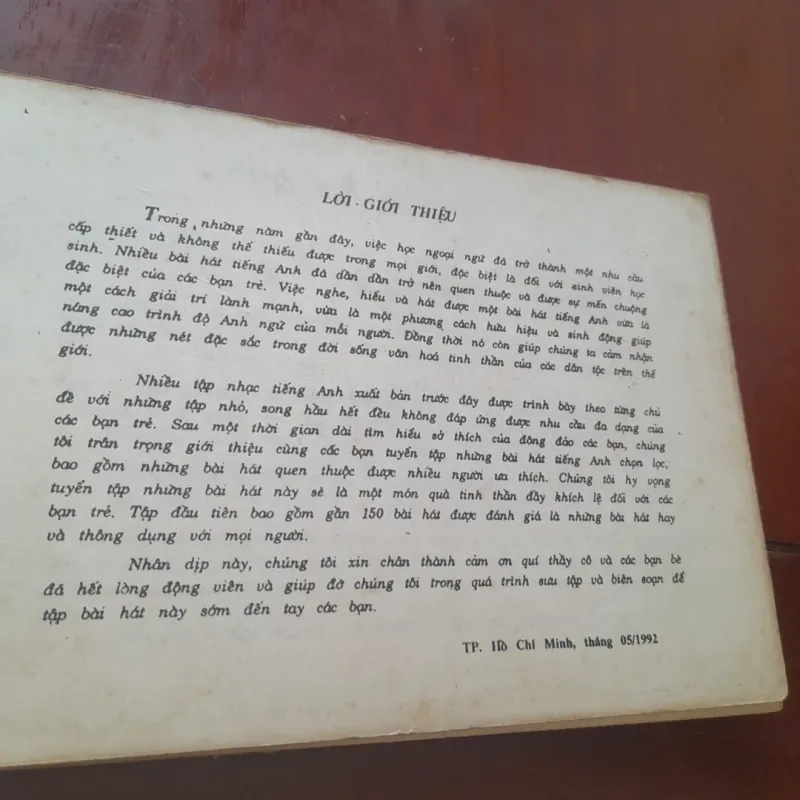 LỜI GIỚI THIỆU
Trong những năm gần đây, việc học ngoại ngữ đã trở thành một nhu cầu
cấp thiết và không thể thiếu được trong mọi giới, đặc biệt là đối với sinh viên học
sinh. Nhiều bài hát tiếng Anh đã dần dần trở nên quen thuộc và được sự mến chuộng
đặc biệt của các bạn trẻ. Việc nghe, hiểu và hát được một bài hát tiếng Anh vừa là
một cách giải trí lành mạnh, vừa là một phương cách hữu hiệu và sinh động giúp
nâng cao trình độ Anh ngữ của mỗi người. Đồng thời nó còn giúp chúng ta cảm nhận
được những nét đặc sắc trong đời sống văn hoá tinh thần của các dân tộc trên thế
giới.
Nhiều tập nhạc tiếng Anh xuất bản trước đây được trình bày theo từng chủ
đề với những tập nhỏ, song hầu hết đều không đáp ứng được nhu cầu đa dạng của
các bạn trẻ. Sau một thời gian dài tìm hiểu sở thích của đông đảo các bạn, chúng
tôi trân trọng giới thiệu cùng các bạn tuyển tập những bài hát tiếng Anh chọn lọc,
bao gồm những bài hát quen thuộc được nhiều người ưa thích. Chúng tôi hy vọng
tuyển tập những bài hát này sẽ là một món quà tinh thần đầy khích lệ đối với các
bạn trẻ. Tập đầu tiên bao gồm gần 150 bài hát được đánh giá là những bài hát hay
và thông dụng với mọi người.
Nhân dịp này, chúng tôi xin chân thành cảm ơn quí thầy cô và các bạn bè
đã hết lòng động viên và giúp đỡ chúng tôi trong quá trình sưu tập và biên soạn để
tập bài hát này sớm đến tay các bạn.
TP. Hồ Chí Minh, tháng 05/1992